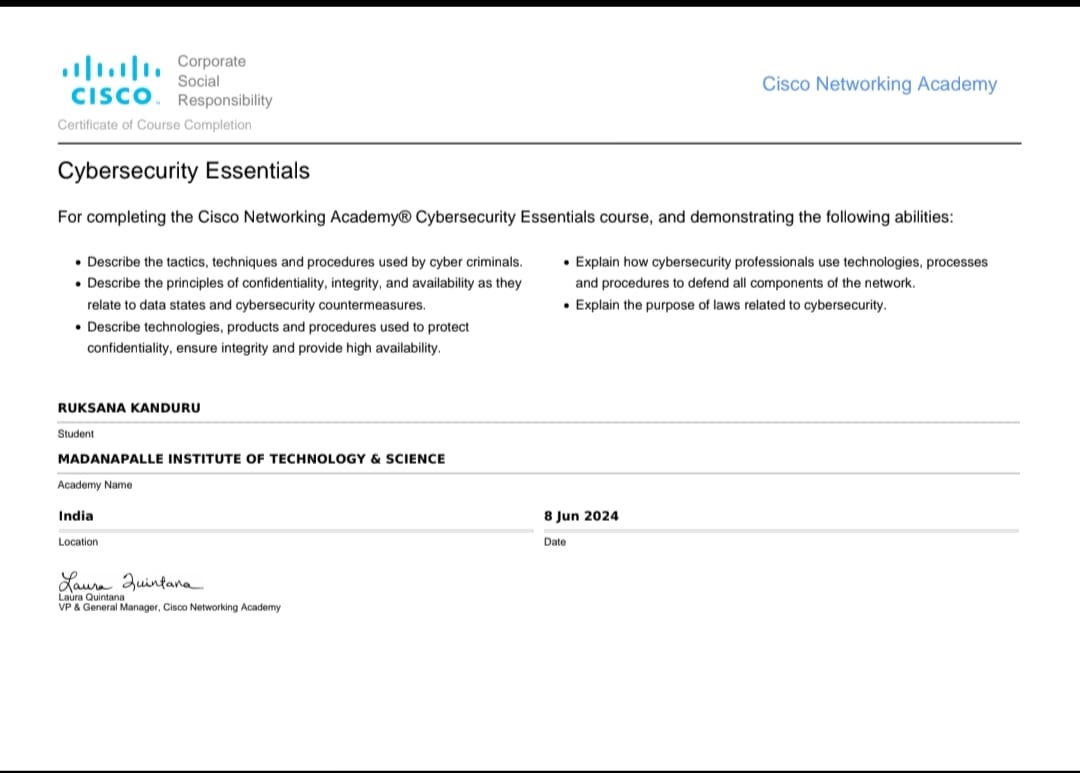 Corporate
Social
Responsibility
CISCO™
Cisco Networking Academy
Certificate of Course Completion
Cybersecurity Essentials
For completing the Cisco Networking Academy® Cybersecurity Essentials course, and demonstrating the following abilities:
• Describe the tactics, techniques and procedures used by cyber criminals.
• Describe the principles of confidentiality, integrity, and availability as they
relate to data states and cybersecurity countermeasures.
• Describe technologies, products and procedures used to protect
confidentiality, ensure integrity and provide high availability.
• Explain how cybersecurity professionals use technologies, processes
and procedures to defend all components of the network.
• Explain the purpose of laws related to cybersecurity.
RUKSANA KANDURU
Student
MADANAPALLE INSTITUTE OF TECHNOLOGY & SCIENCE
Academy Name
India
Location
8 Jun 2024
Date
Laura Quintana
Laura Quintana
VP & General Manager, Cisco Networking Academy